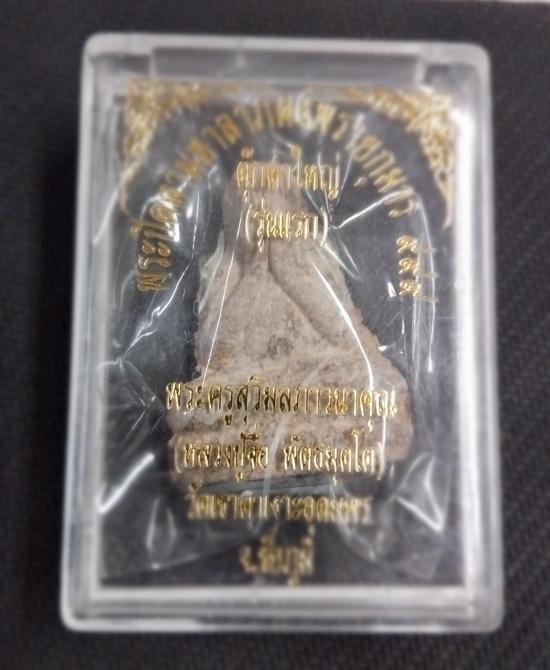 ตุ๊กตาใหญ่
(รุ่นแรก)
พระครูสุวิมลภาวนาคุณ
(หลวงปู่จื่อ พันธมุตโต)
วัดเขาตาเงาะอุดมพร
จ.ชัยภูมิ